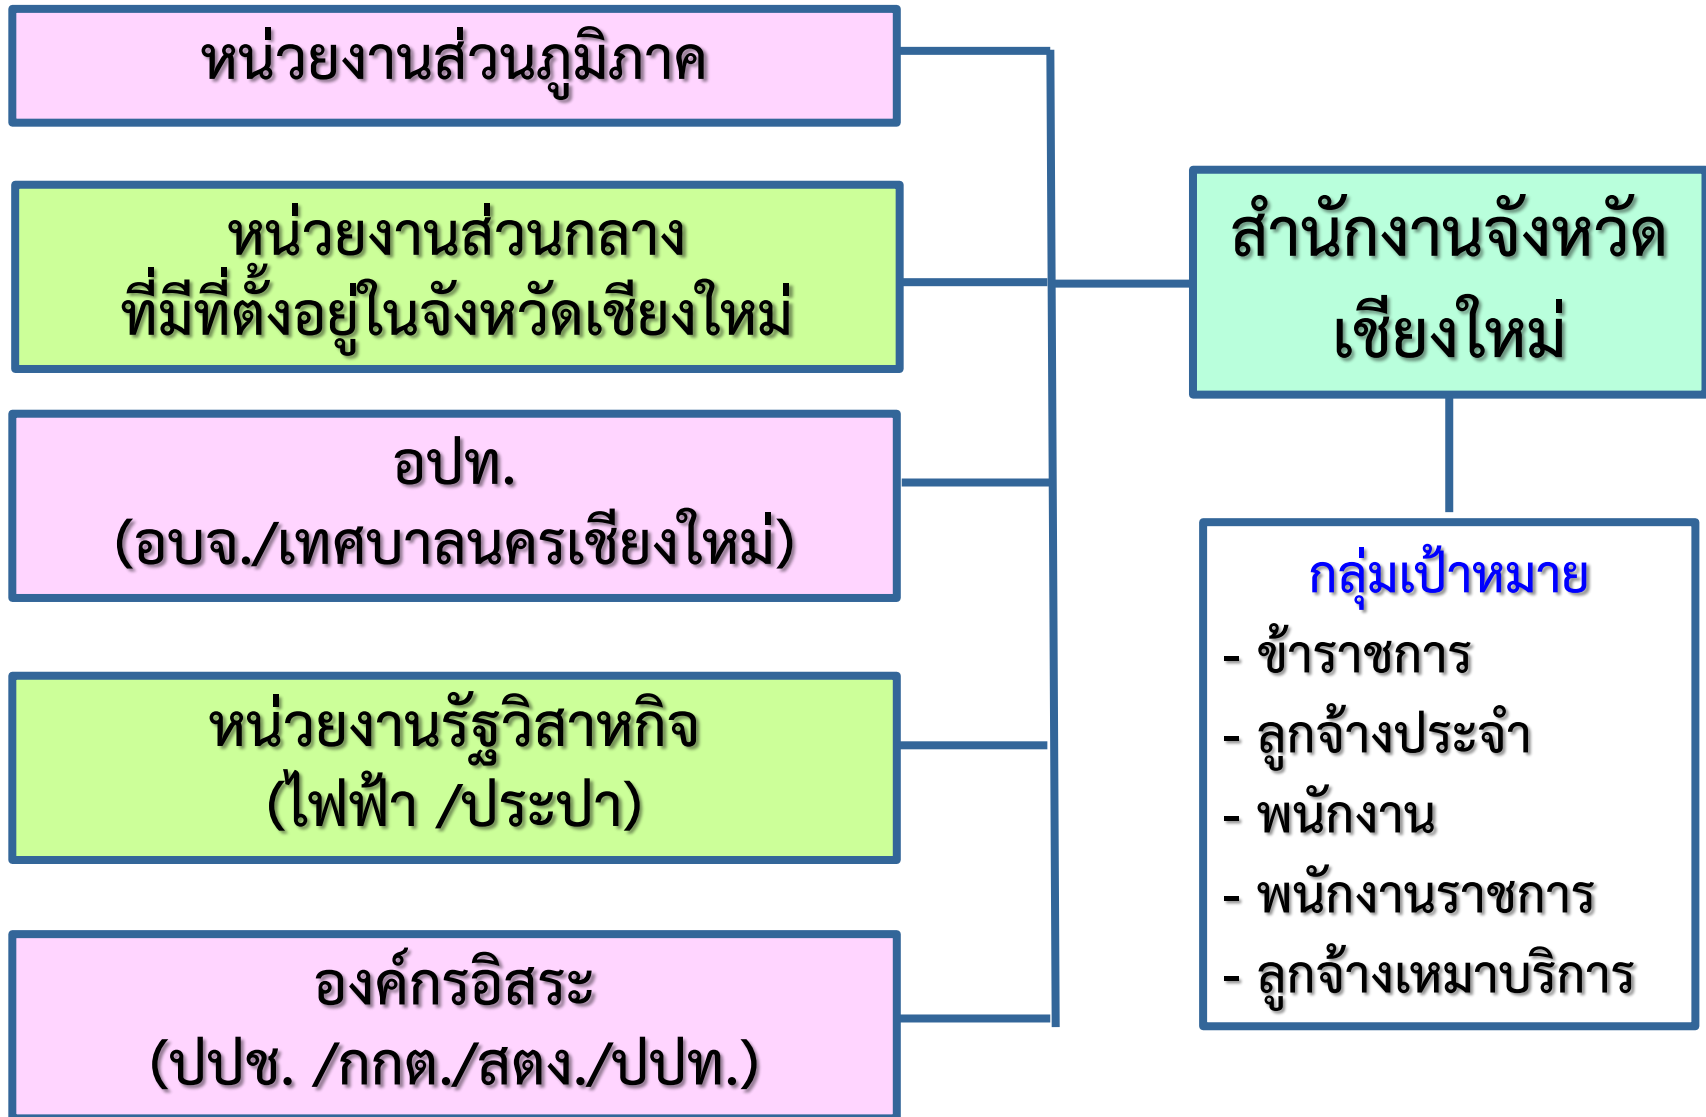 หน่วยงานส่วนภูมิภาค
หน่วยงานส่วนกลาง
ที่มีที่ตั้งอยู่ในจังหวัดเชียงใหม่
อปท.
(อบจ./เทศบาลนครเชียงใหม่)
หน่วยงานรัฐวิสาหกิจ
(ไฟฟ้า /ประปา)
องค์กรอิสระ
(ปปช. /กกต./สตง./ปปท.)
สำนักงานจังหวัด
เชียงใหม่
กลุ่มเป้าหมาย
- ข้าราชการ
- ลูกจ้างประจำ
- พนักงาน
- พนักงานราชการ
- ลูกจ้างเหมาบริการ